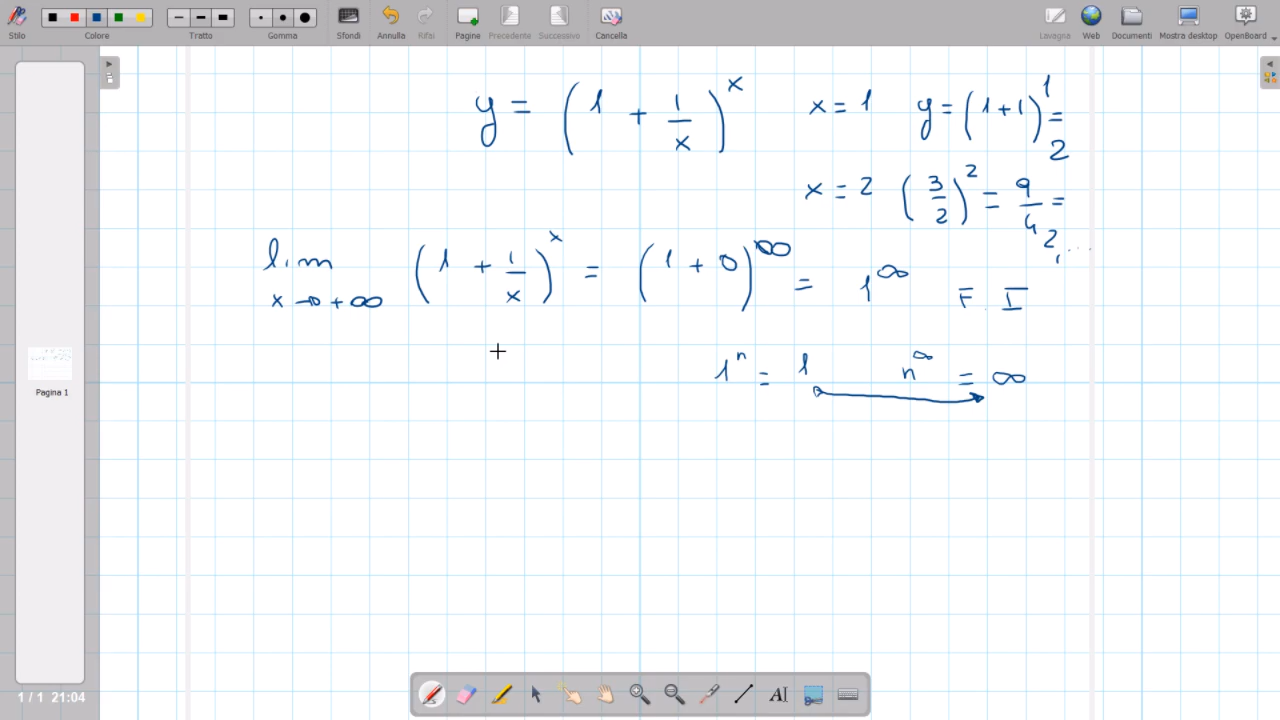 Stilo Colore Tratto Gomma Sfondi Annulla Rifai Pagine Precedente Successivo Cancella Lavagna Web Documenti Mostra desktop OpenBoard
y = (1 + 1/x)^x x = 1 y = (1+1)^1 = 2
x = 2 (3/2)^2 = 9/4 = 2,...
lim x→+∞ (1 + 1/x)^x = (1 + 0)^∞ = 1^∞ F. I
1^n = 1 n^∞ = ∞
Pagina 1
1 / 1 21:04
AI